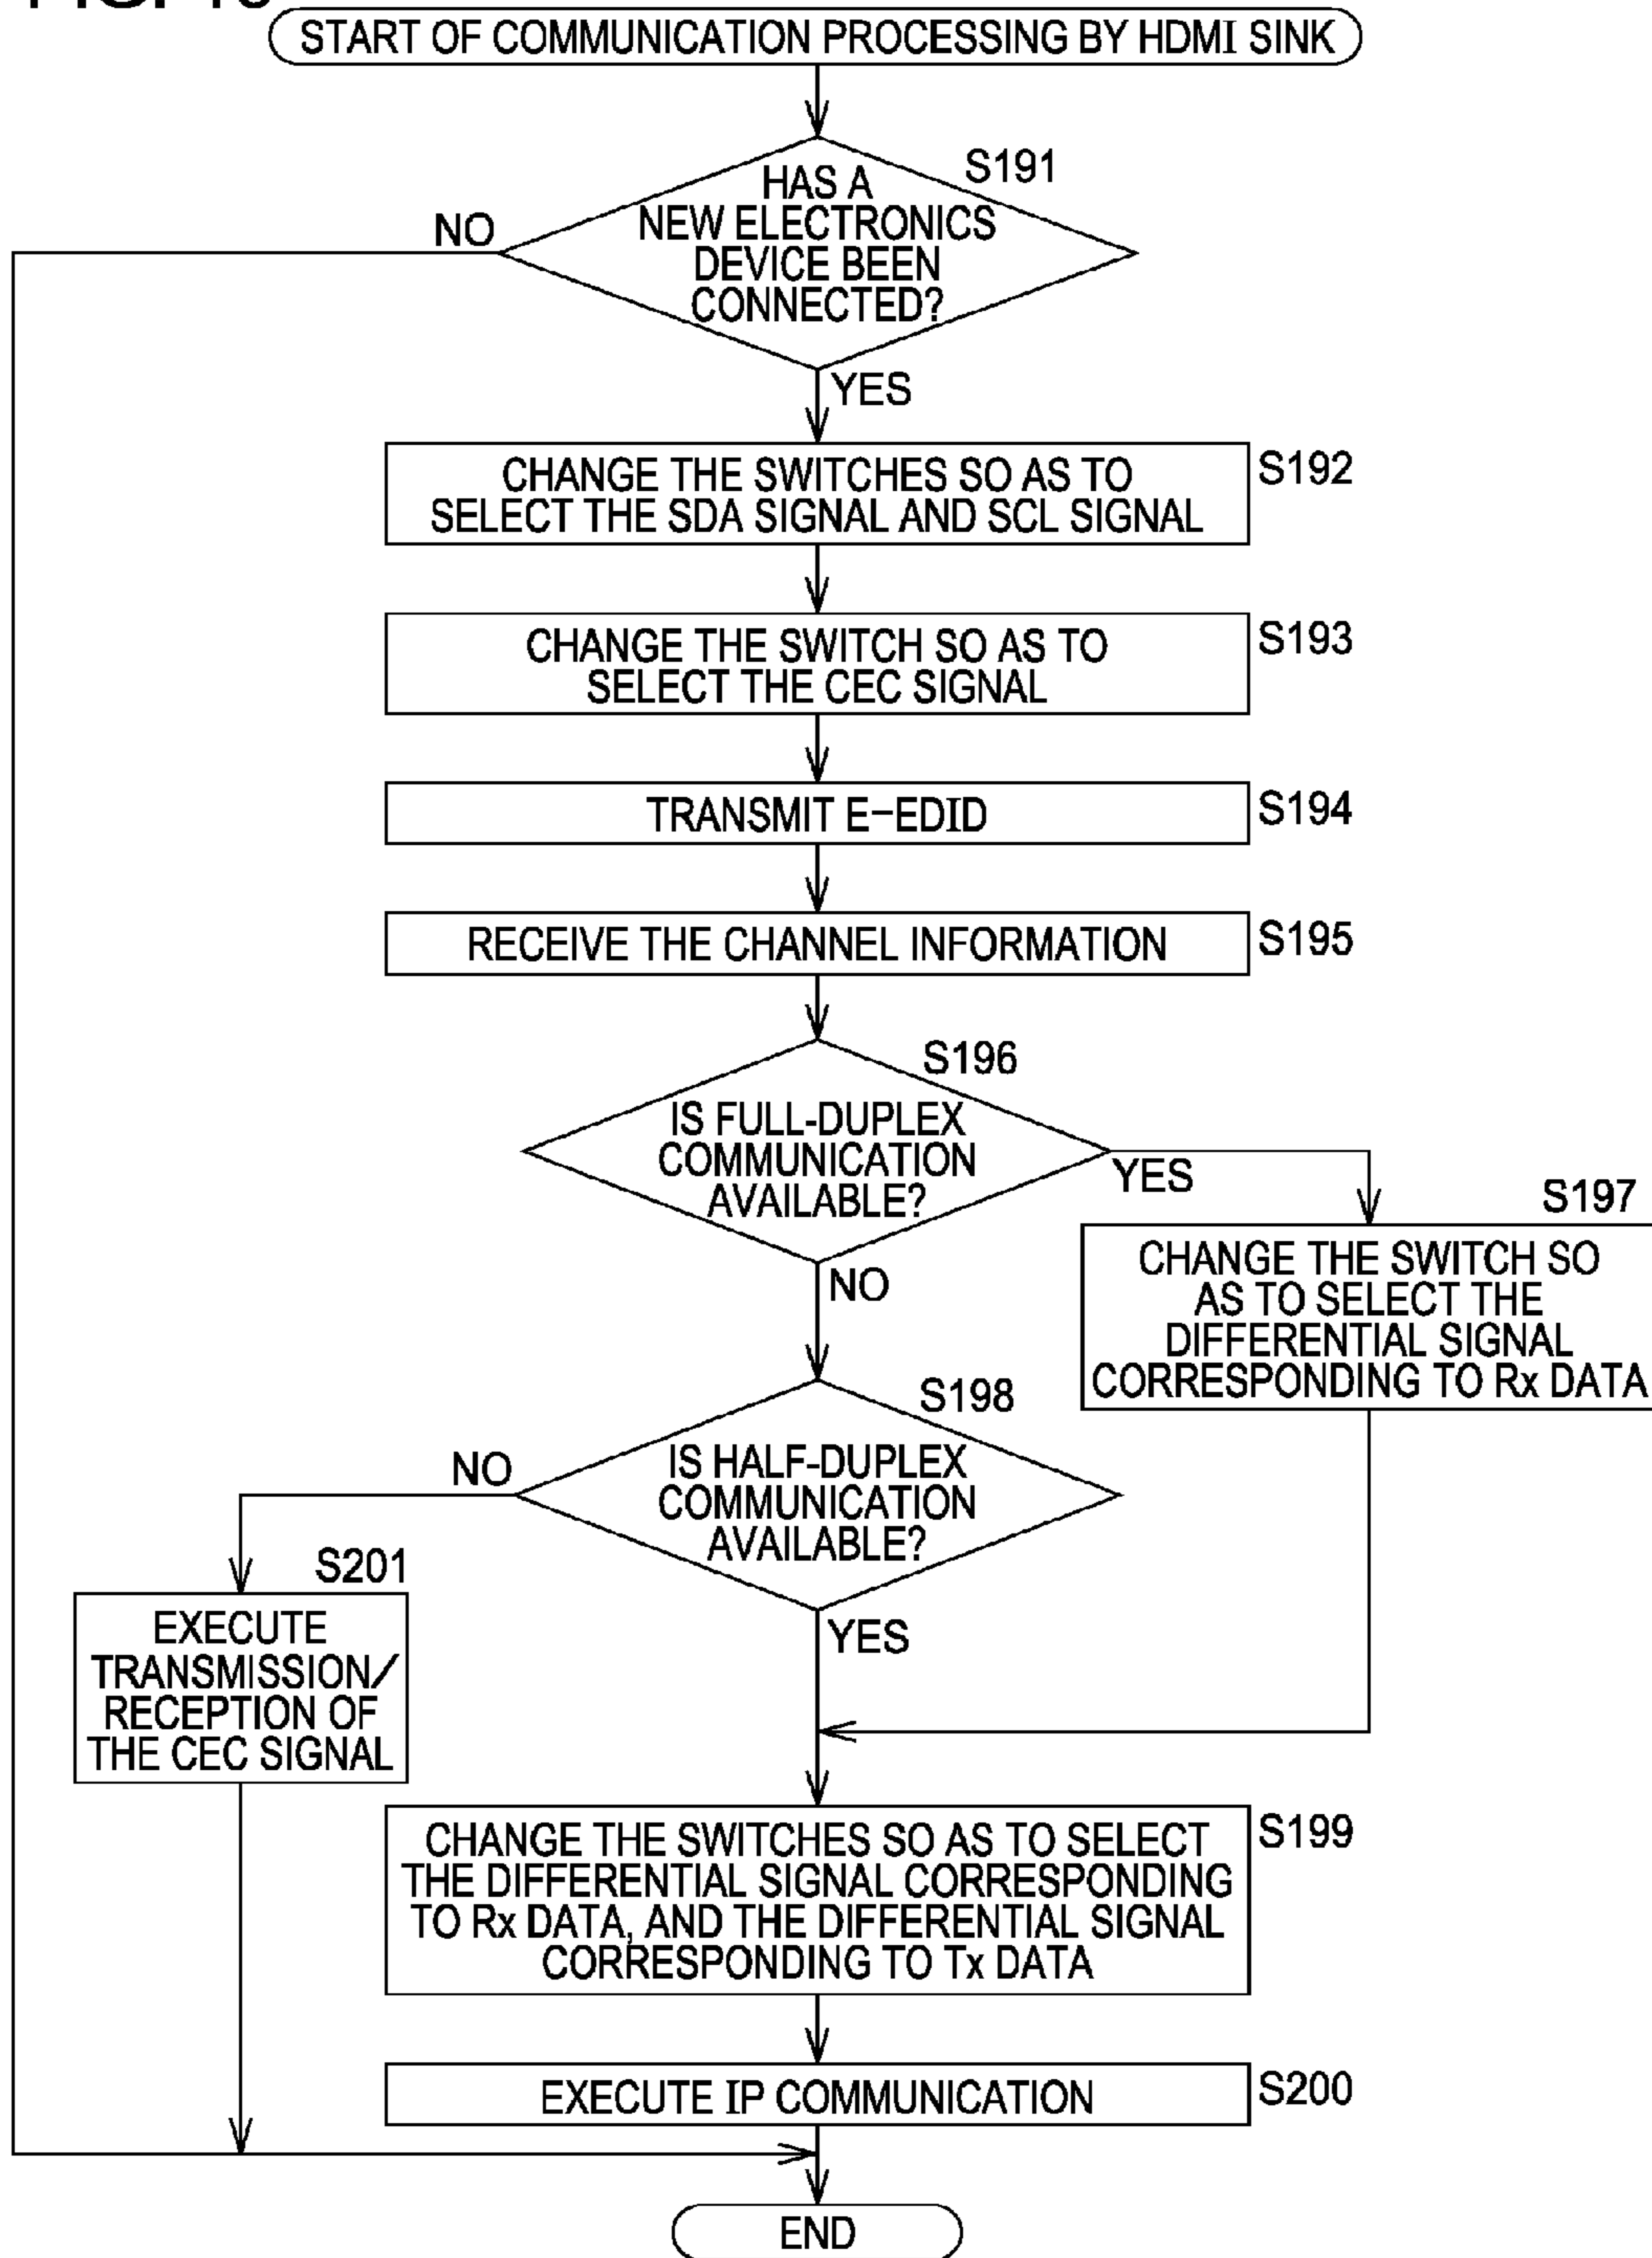 START OF COMMUNICATION PROCESSING BY HDMI SINK
S191
HAS A
NEW ELECTRONICS
DEVICE BEEN
CONNECTED?
NO
YES
CHANGE THE SWITCHES SO AS TO
SELECT THE SDA SIGNAL AND SCL SIGNAL
S192
CHANGE THE SWITCH SO AS TO
SELECT THE CEC SIGNAL
S193
TRANSMIT E-EDID
S194
RECEIVE THE CHANNEL INFORMATION
S195
S196
IS FULL-DUPLEX
COMMUNICATION
AVAILABLE?
YES
NO
S197
CHANGE THE SWITCH SO
AS TO SELECT THE
DIFFERENTIAL SIGNAL
CORRESPONDING TO Rx DATA
S198
IS HALF-DUPLEX
COMMUNICATION
AVAILABLE?
NO
YES
S201
EXECUTE
TRANSMISSION/
RECEPTION OF
THE CEC SIGNAL
CHANGE THE SWITCHES SO AS TO SELECT
THE DIFFERENTIAL SIGNAL CORRESPONDING
TO Rx DATA, AND THE DIFFERENTIAL SIGNAL
CORRESPONDING TO Tx DATA
S199
EXECUTE IP COMMUNICATION
S200
END